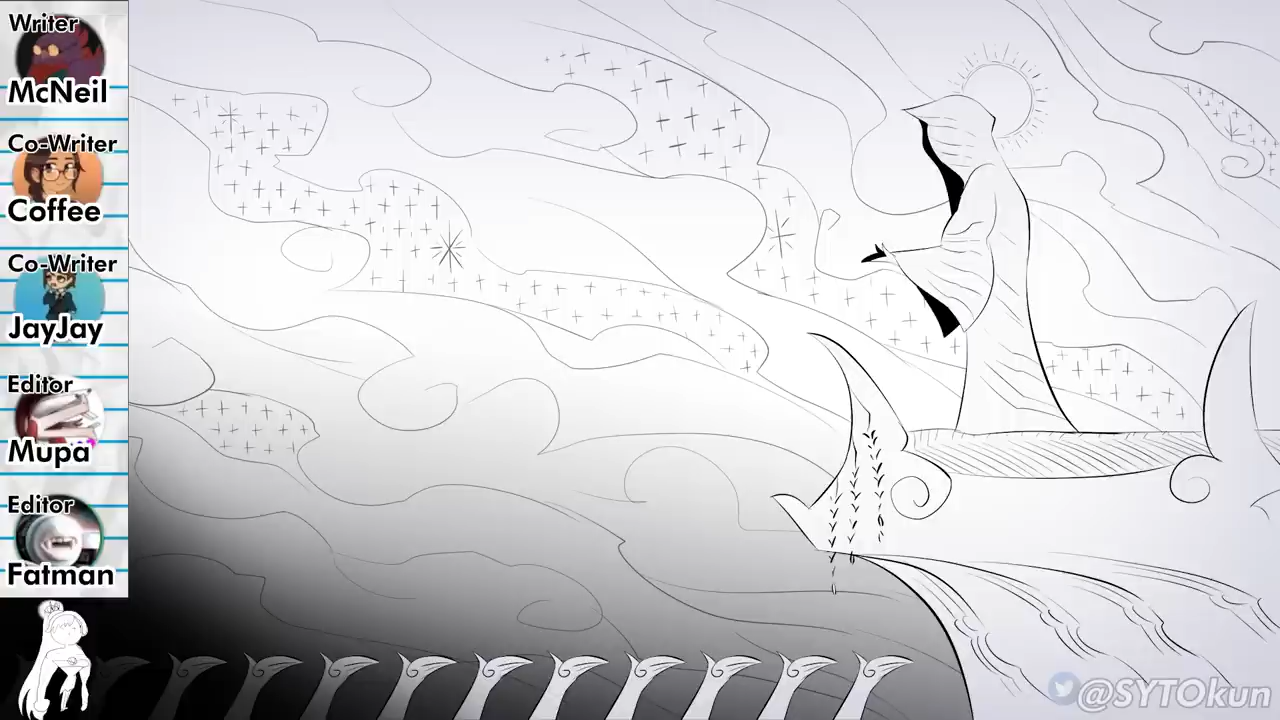 Writer
McNeil
Co-Writer
Coffee
Co-Writer
JayJay
Editor
Mupa
Editor
Fatman
@SYTOkun